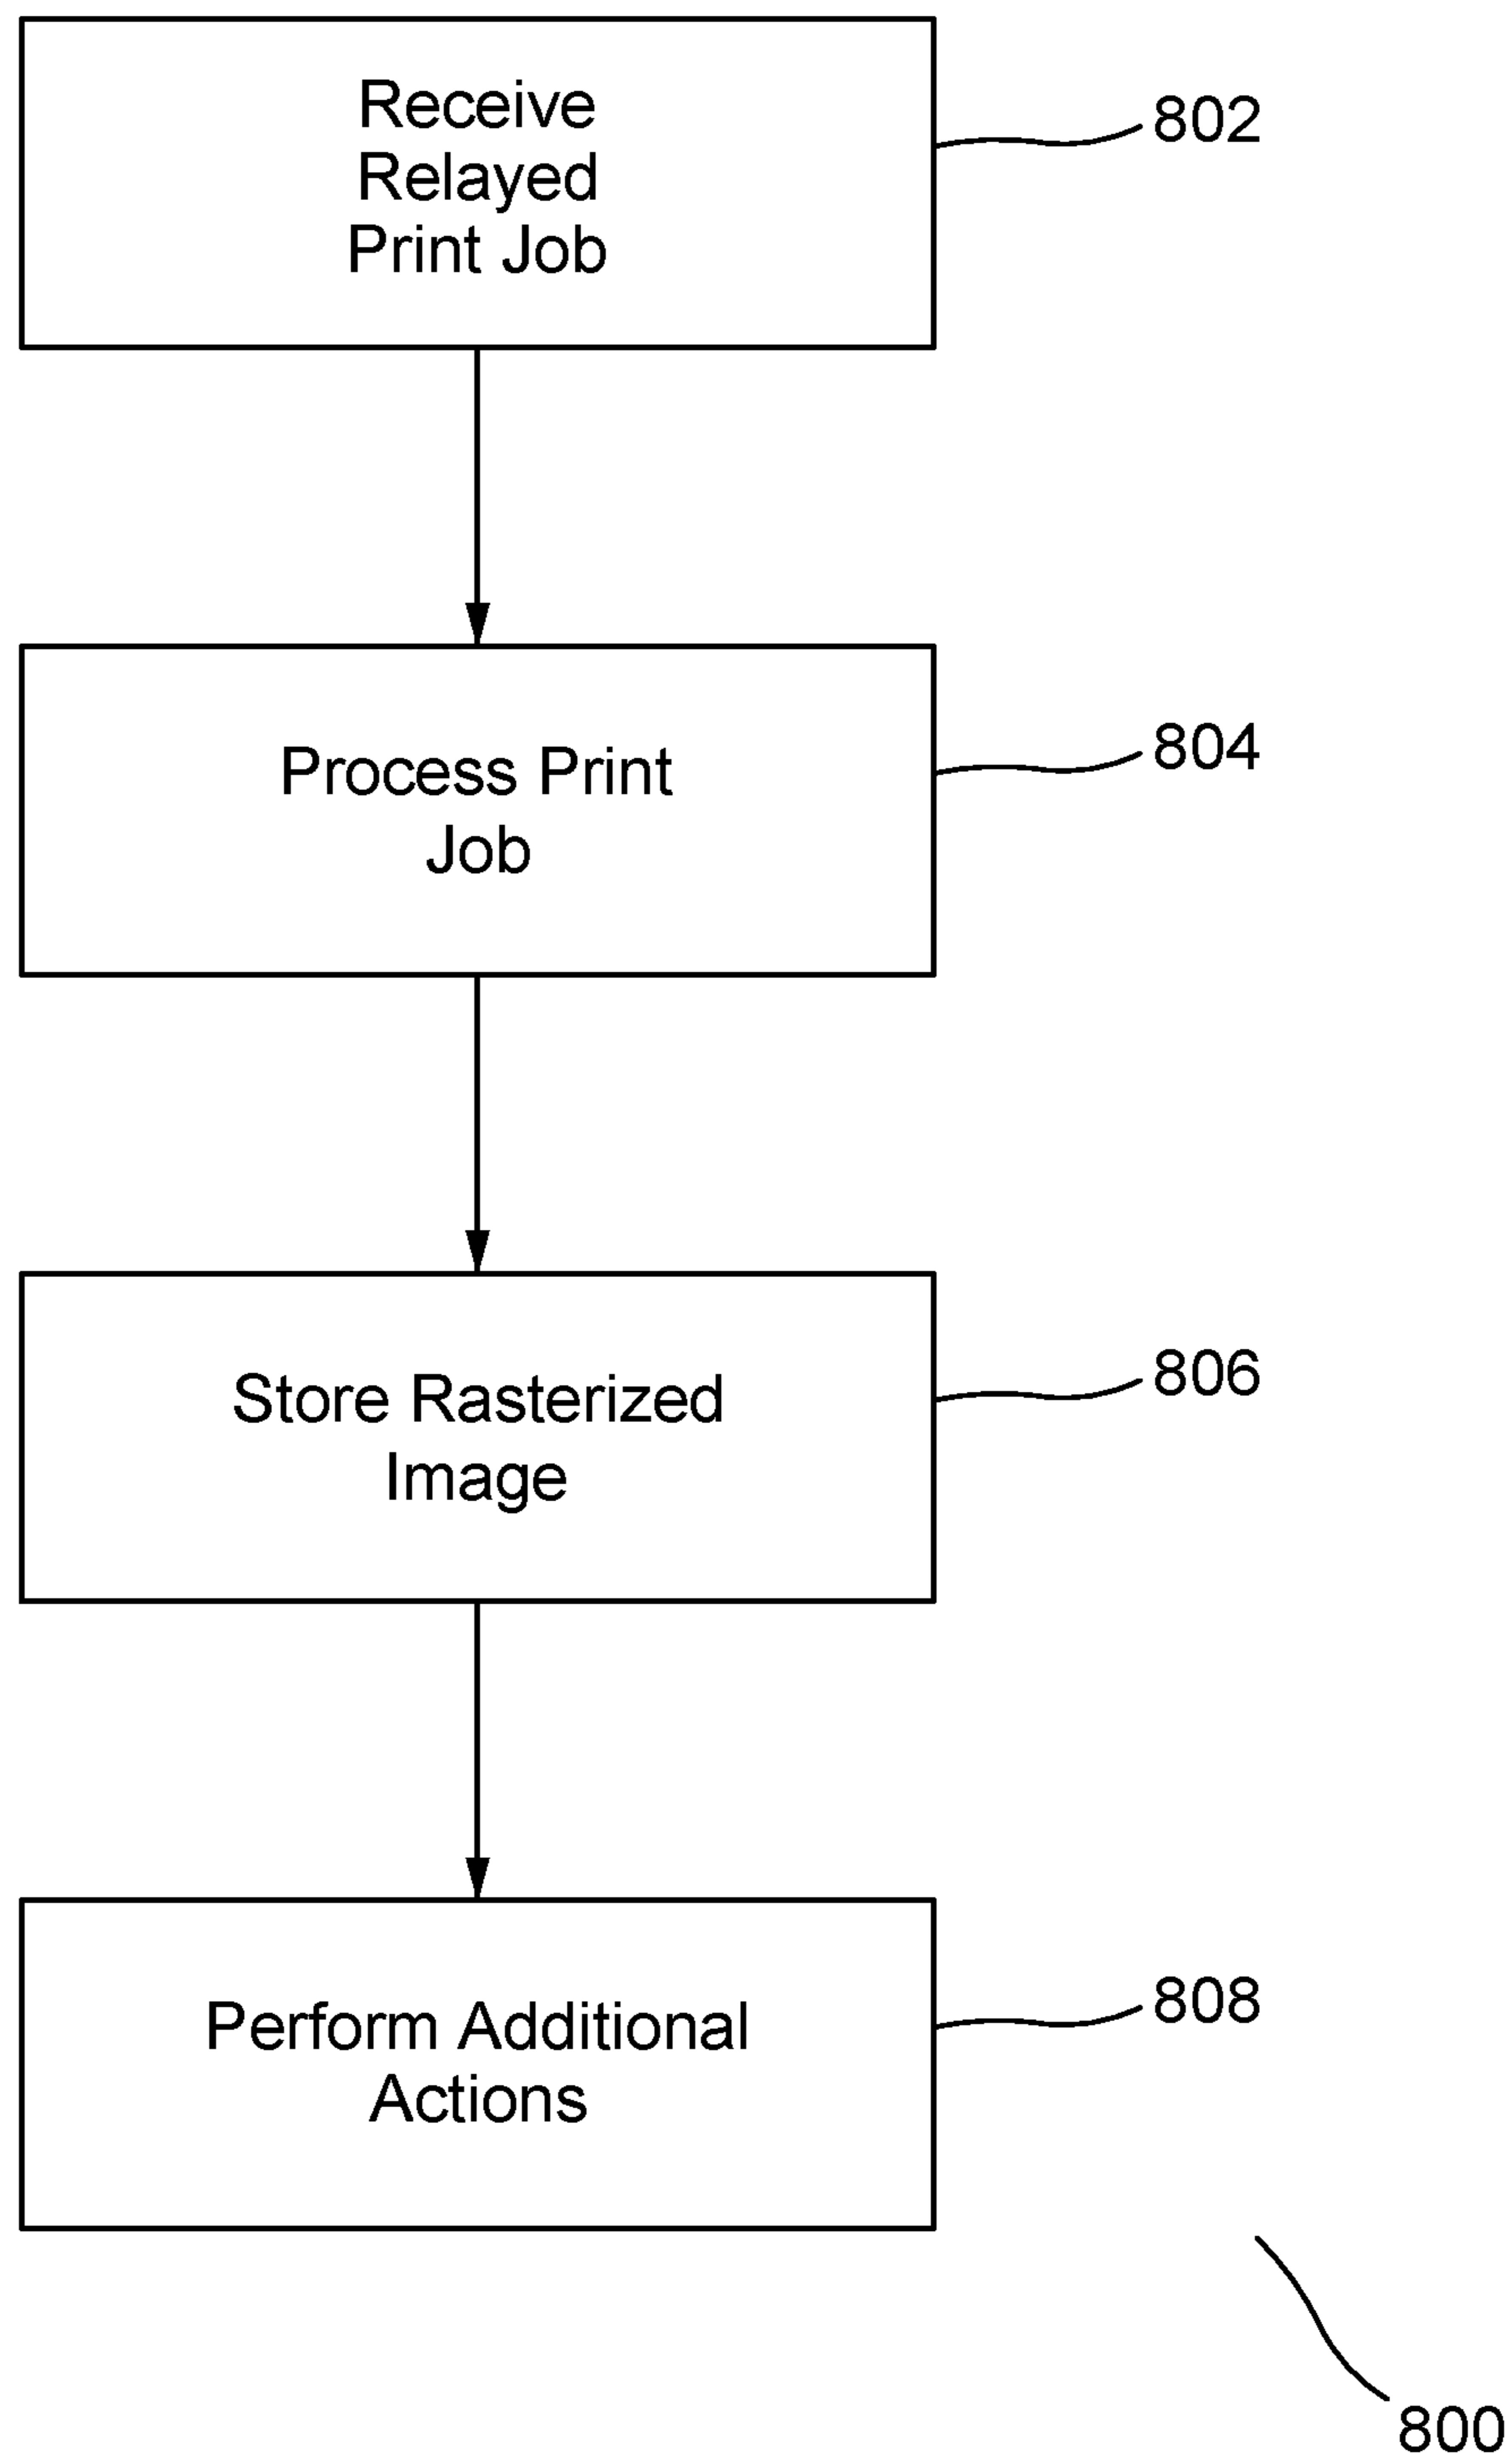 Receive
Relayed
Print Job
802
Process Print
Job
804
Store Rasterized
Image
806
Perform Additional
Actions
808
800